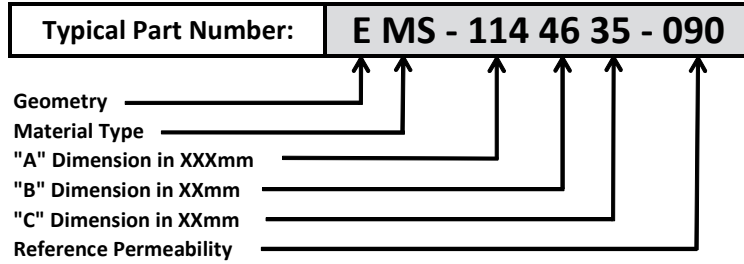 Typical Part Number: E MS - 114 46 35 - 090
Geometry
Material Type
"A" Dimension in XXXmm
"B" Dimension in XXmm
"C" Dimension in XXmm
Reference Permeability